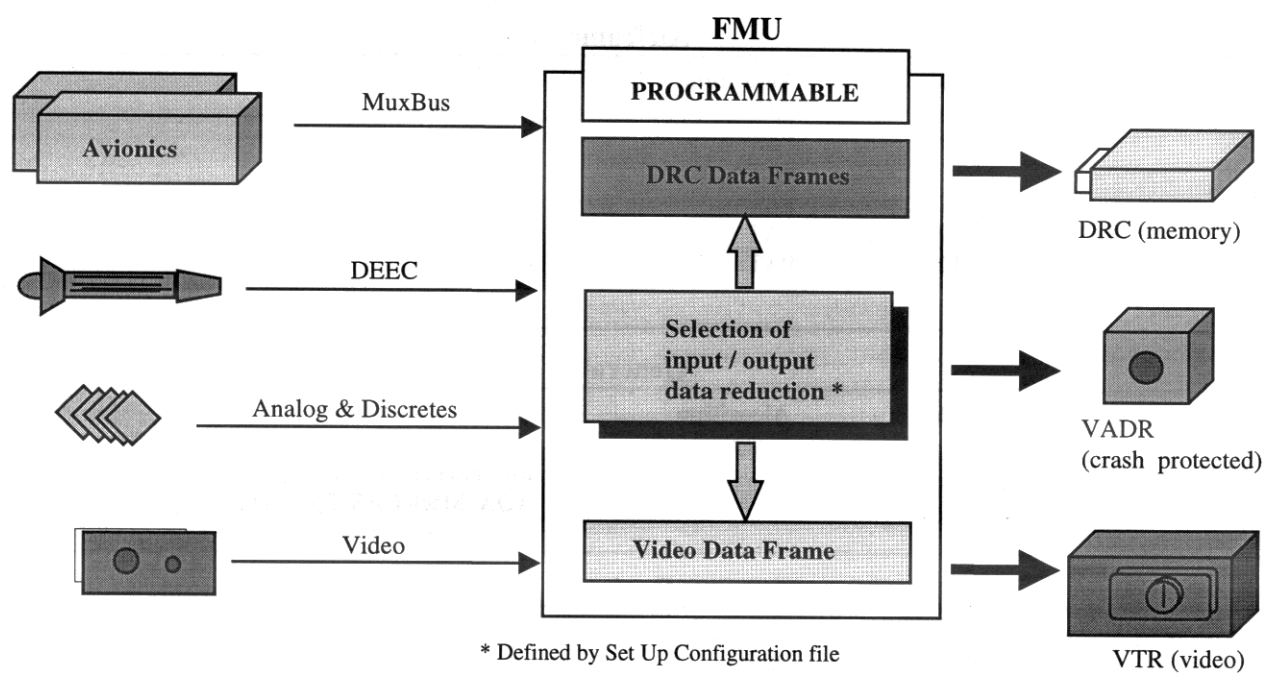 FMU
PROGRAMMABLE
MuxBus
Avionics
DRC Data Frames
DRC (memory)
DEEC
Selection of
input / output
data reduction *
Analog & Discretes
VADR
(crash protected)
Video
Video Data Frame
VTR (video)
* Defined by Set Up Configuration file